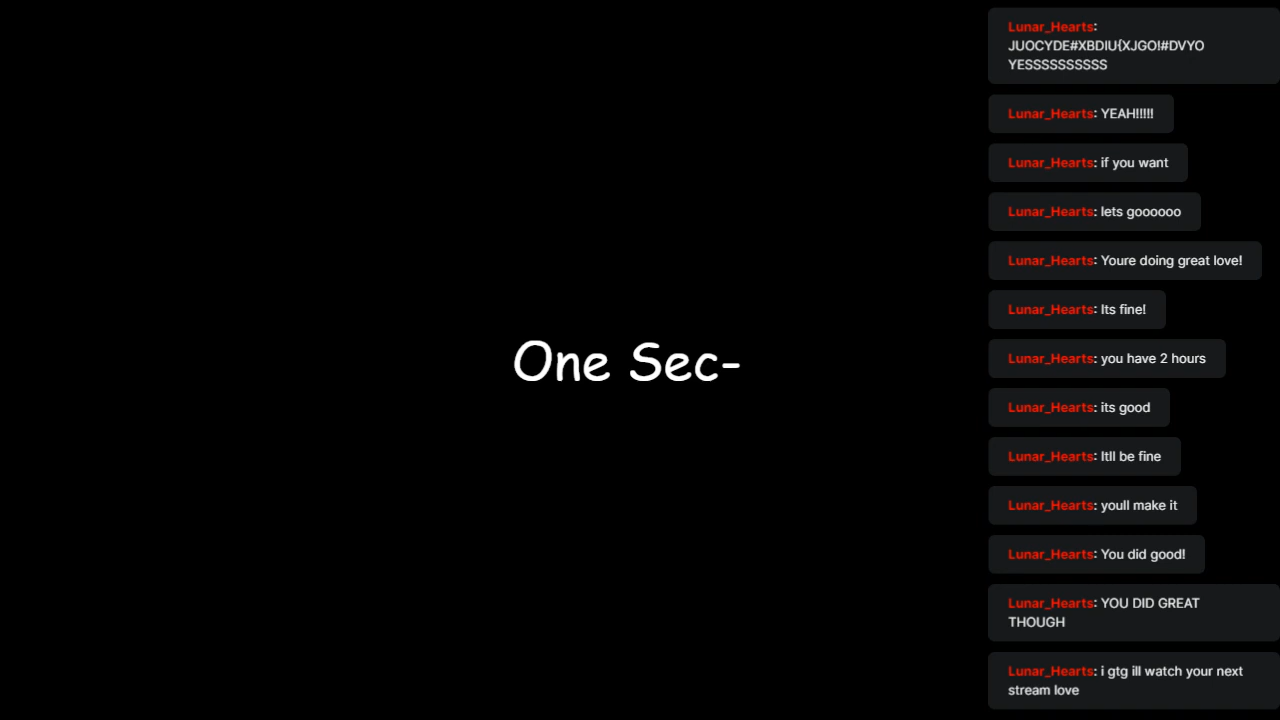 One Sec-
Lunar_Hearts:
JUOCYDE#XBDIU{XJGO!#DVYO
YESSSSSSSSSS
Lunar_Hearts: YEAH!!!!!
Lunar_Hearts: if you want
Lunar_Hearts: lets goooooo
Lunar_Hearts: Youre doing great love!
Lunar_Hearts: Its fine!
Lunar_Hearts: you have 2 hours
Lunar_Hearts: its good
Lunar_Hearts: Itll be fine
Lunar_Hearts: youll make it
Lunar_Hearts: You did good!
Lunar_Hearts: YOU DID GREAT
THOUGH
Lunar_Hearts: i gtg ill watch your next
stream love